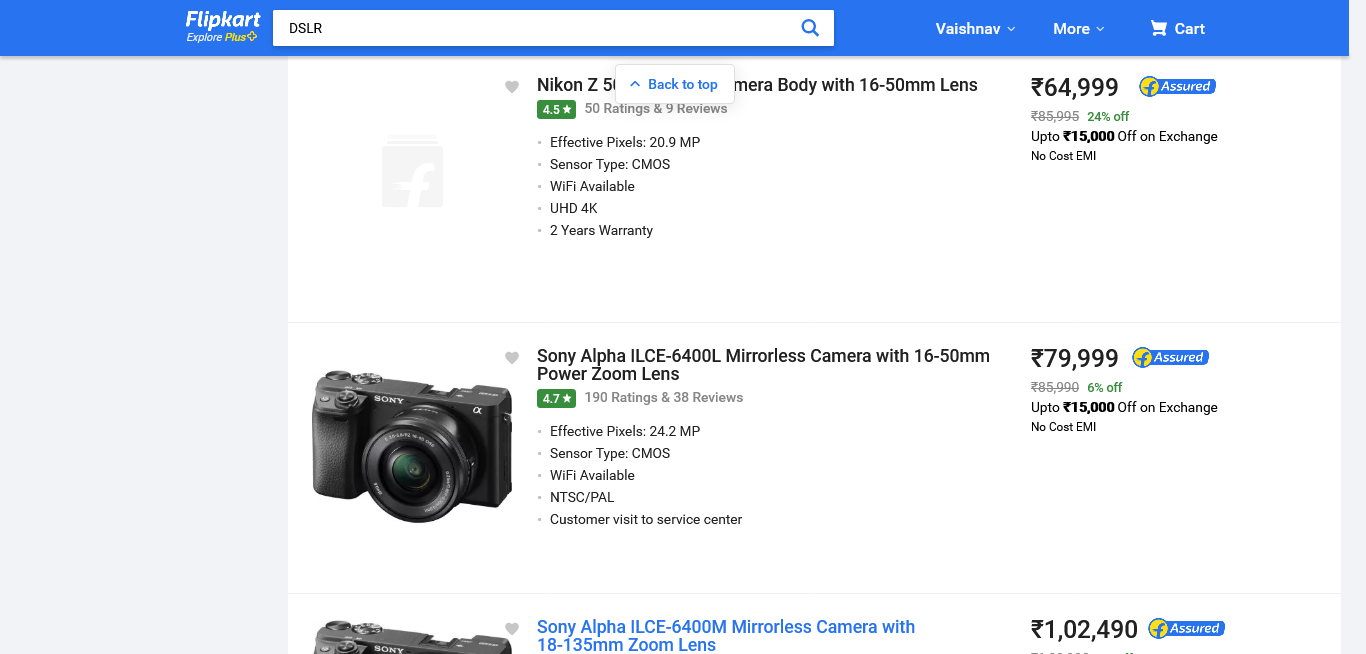 Flipkart
Explore Plus
DSLR
Vaishnav
More
Cart
Back to top
Nikon Z 50 mera Body with 16-50mm Lens
₹64,999
Assured
4.5★
50 Ratings & 9 Reviews
₹85,995 24% off
Upto ₹15,000 Off on Exchange
No Cost EMI
Effective Pixels: 20.9 MP
Sensor Type: CMOS
WiFi Available
UHD 4K
2 Years Warranty
SONY
α
Sony Alpha ILCE-6400L Mirrorless Camera with 16-50mm
Power Zoom Lens
₹79,999
Assured
4.7★
190 Ratings & 38 Reviews
₹85,990 6% off
Upto ₹15,000 Off on Exchange
No Cost EMI
Effective Pixels: 24.2 MP
Sensor Type: CMOS
WiFi Available
NTSC/PAL
Customer visit to service center
Sony Alpha ILCE-6400M Mirrorless Camera with
18-135mm Zoom Lens
₹1,02,490
Assured
SONY